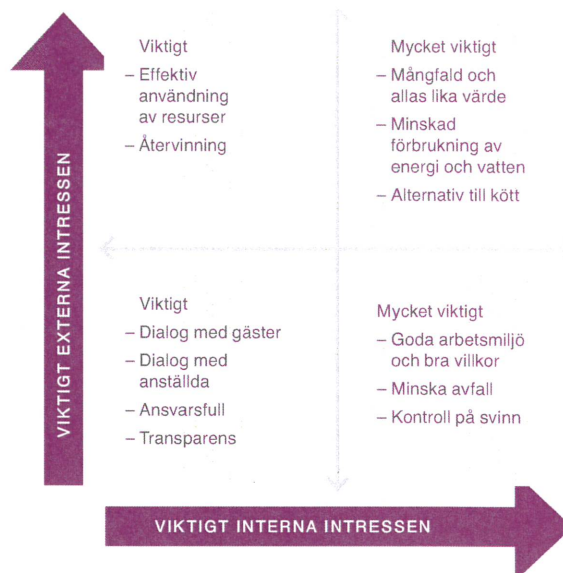 Viktigt
– Effektiv
användning
av resurser
– Återvinning
Mycket viktigt
– Mångfald och
allas lika värde
– Minskad
förbrukning av
energi och vatten
– Alternativ till kött
Viktigt
– Dialog med gäster
– Dialog med
anställda
– Ansvarsfull
– Transparens
Mycket viktigt
– Goda arbetsmiljö
och bra villkor
– Minska avfall
– Kontroll på svinn
VIKTIGT EXTERNA INTRESSEN
VIKTIGT INTERNA INTRESSEN